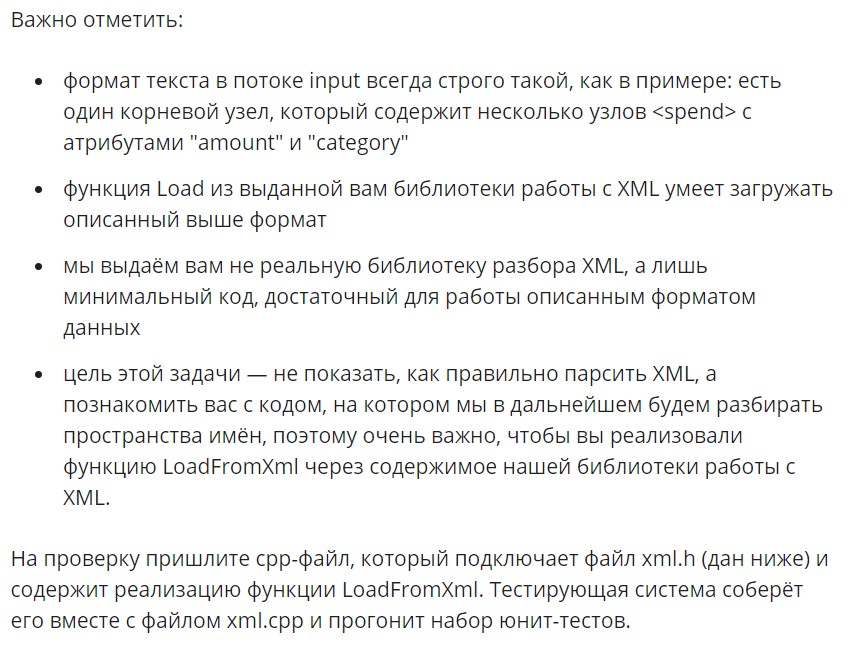 Важно отметить:
• формат текста в потоке input всегда строго такой, как в примере: есть
один корневой узел, который содержит несколько узлов <spend> с
атрибутами "amount" и "category"
• функция Load из выданной вам библиотеки работы с XML умеет загружать
описанный выше формат
• мы выдаём вам не реальную библиотеку разбора XML, а лишь
минимальный код, достаточный для работы описанным форматом
данных
• цель этой задачи — не показать, как правильно парсить XML, а
познакомить вас с кодом, на котором мы в дальнейшем будем разбирать
пространства имён, поэтому очень важно, чтобы вы реализовали
функцию LoadFromXml через содержимое нашей библиотеки работы с
XML.
На проверку пришлите cpp-файл, который подключает файл xml.h (дан ниже) и
содержит реализацию функции LoadFromXml. Тестирующая система соберёт
его вместе с файлом xml.cpp и прогонит набор юнит-тестов.